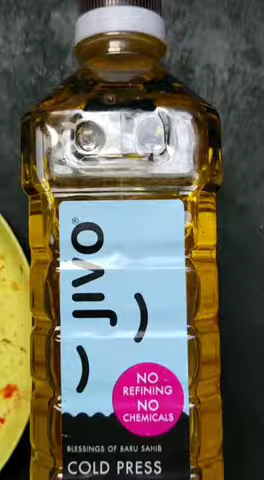 JIVO®
NO
REFINING
NO
CHEMICALS
BLESSINGS OF BARU SAHIB
COLD PRESS